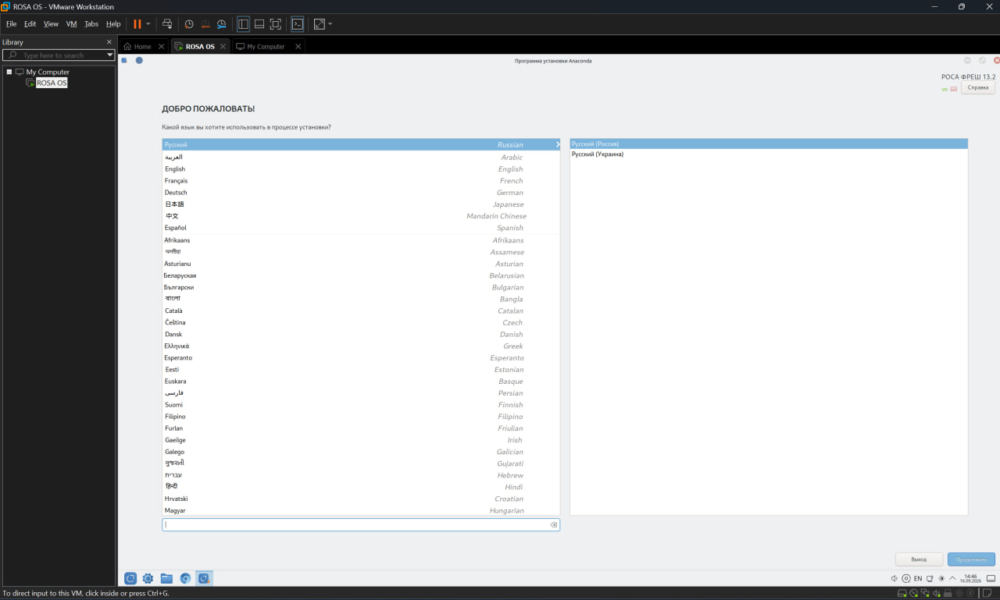 ROSA OS - VMware Workstation
File Edit View VM Tabs Help
Library
Type here to search
My Computer
ROSA OS
Home
ROSA OS
My Computer
Программа установки Anaconda
РОСА ФРЕШ 13.2
us
Справка
ДОБРО ПОЖАЛОВАТЬ!
Какой язык вы хотите использовать в процессе установки?
Русский Russian
العربية Arabic
English English
Français French
Deutsch German
日本語 Japanese
中文 Mandarin Chinese
Español Spanish
Afrikaans Afrikaans
অসমীয়া Assamese
Asturianu Asturian
Беларуская Belarusian
Български Bulgarian
বাংলা Bangla
Català Catalan
Čeština Czech
Dansk Danish
Ελληνικά Greek
Esperanto Esperanto
Eesti Estonian
Euskara Basque
فارسی Persian
Suomi Finnish
Filipino Filipino
Furlan Friulian
Gaeilge Irish
Galego Galician
ગુજરાતી Gujarati
עברית Hebrew
हिन्दी Hindi
Hrvatski Croatian
Magyar Hungarian
Русский (Россия)
Русский (Украина)
Выход
Продолжить
EN
14:46
16.09.2026
To direct input to this VM, click inside or press Ctrl+G.